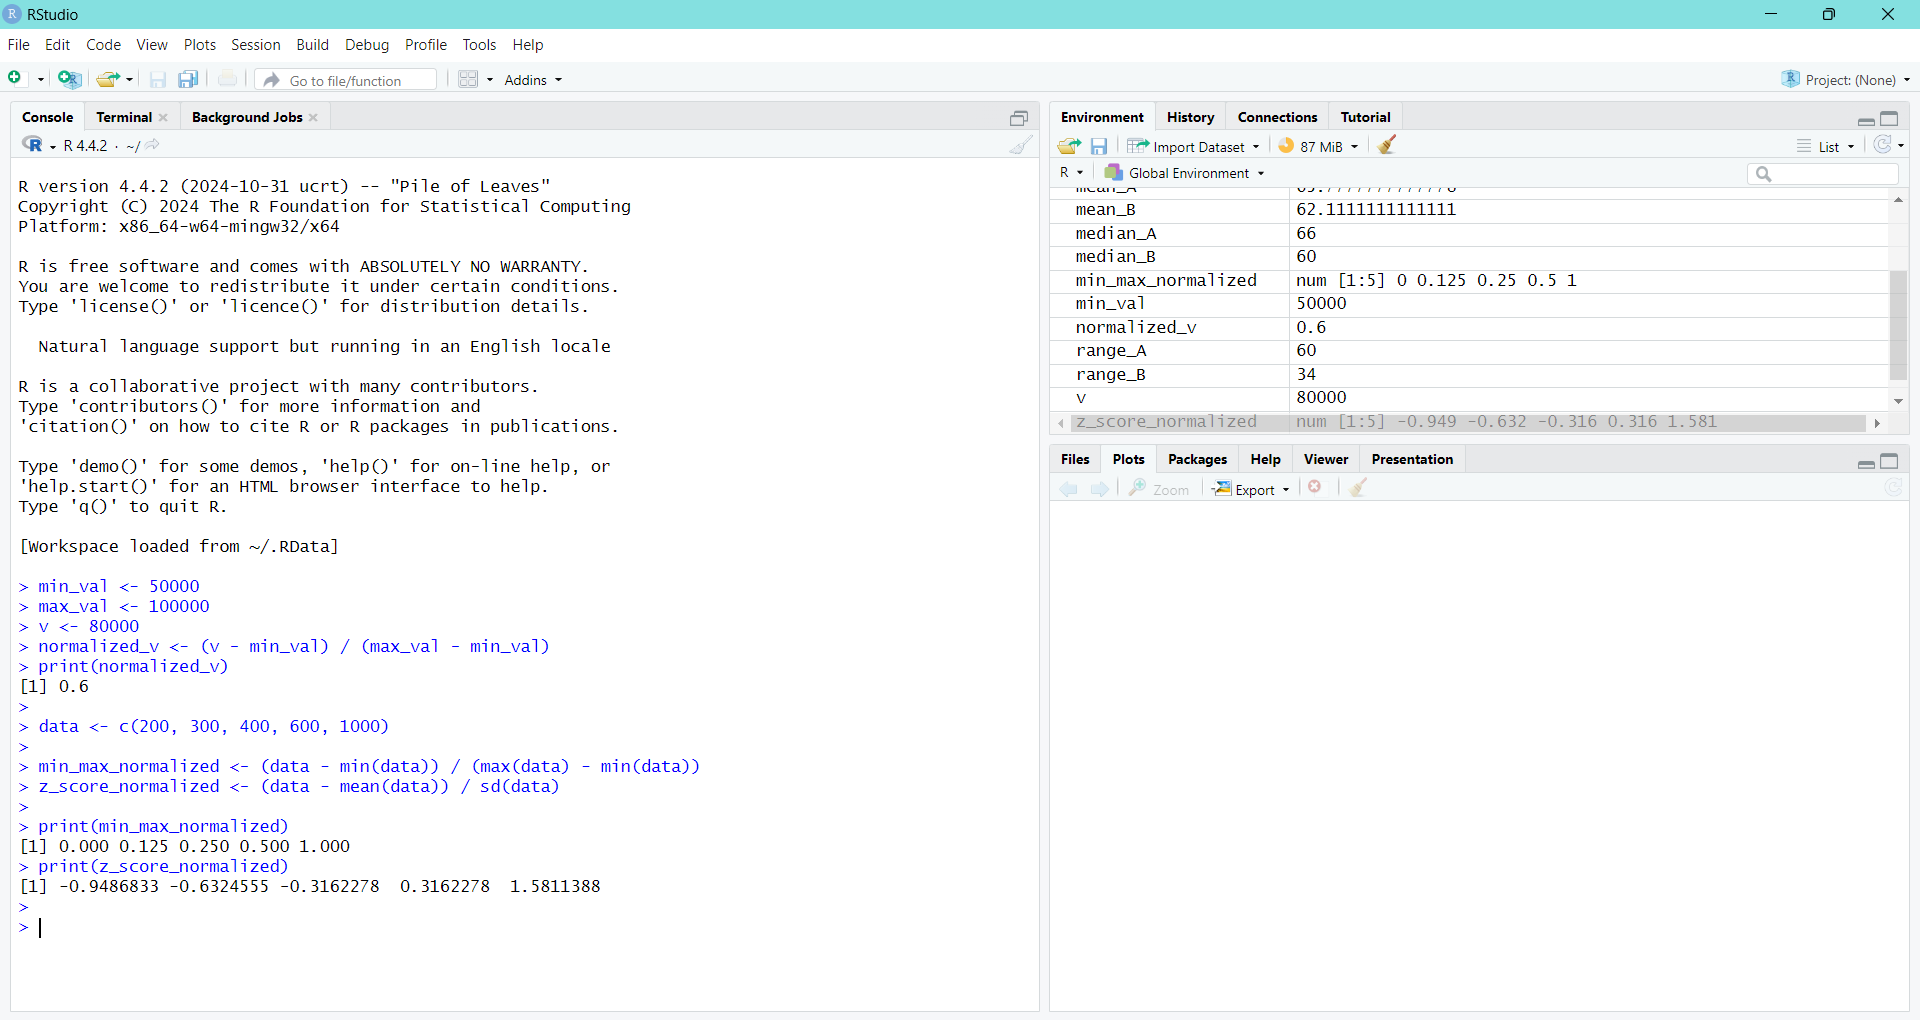 RStudio
File Edit Code View Plots Session Build Debug Profile Tools Help
Go to file/function Addins Project: (None)
Console Terminal Background Jobs
R 4.4.2 · ~/
R version 4.4.2 (2024-10-31 ucrt) -- "Pile of Leaves"
Copyright (C) 2024 The R Foundation for Statistical Computing
Platform: x86_64-w64-mingw32/x64
R is free software and comes with ABSOLUTELY NO WARRANTY.
You are welcome to redistribute it under certain conditions.
Type 'license()' or 'licence()' for distribution details.
Natural language support but running in an English locale
R is a collaborative project with many contributors.
Type 'contributors()' for more information and
'citation()' on how to cite R or R packages in publications.
Type 'demo()' for some demos, 'help()' for on-line help, or
'help.start()' for an HTML browser interface to help.
Type 'q()' to quit R.
[Workspace loaded from ~/.RData]
> min_val <- 50000
> max_val <- 100000
> v <- 80000
> normalized_v <- (v - min_val) / (max_val - min_val)
> print(normalized_v)
[1] 0.6
>
> data <- c(200, 300, 400, 600, 1000)
>
> min_max_normalized <- (data - min(data)) / (max(data) - min(data))
> z_score_normalized <- (data - mean(data)) / sd(data)
>
> print(min_max_normalized)
[1] 0.000 0.125 0.250 0.500 1.000
> print(z_score_normalized)
[1] -0.9486833 -0.6324555 -0.3162278  0.3162278  1.5811388
>
>
Environment History Connections Tutorial
Import Dataset 87 MiB List
R Global Environment
mean_A
mean_B 62.1111111111111
median_A 66
median_B 60
min_max_normalized num [1:5] 0 0.125 0.25 0.5 1
min_val 50000
normalized_v 0.6
range_A 60
range_B 34
v 80000
z_score_normalized num [1:5] -0.949 -0.632 -0.316 0.316 1.581
Files Plots Packages Help Viewer Presentation
Zoom Export